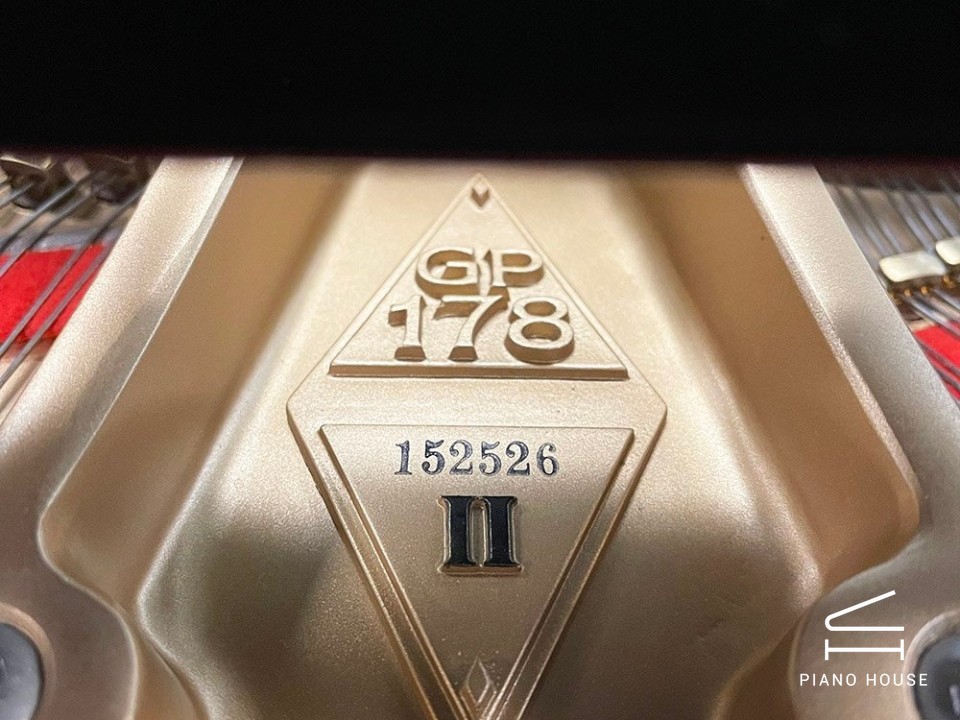 GP
178
152526
II
PIANO HOUSE